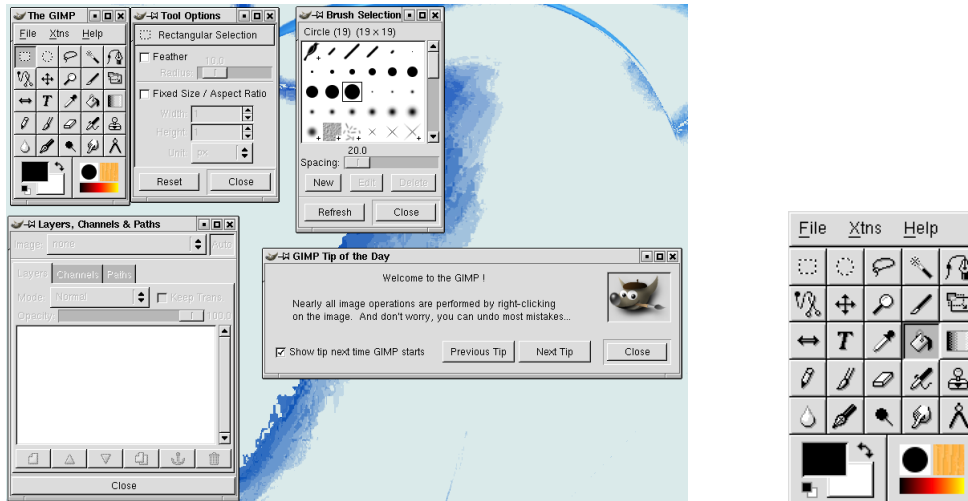 The GIMP
File Xtns Help
Tool Options
Rectangular Selection
Feather
10.0
Radius:
Fixed Size / Aspect Ratio
Width: 1
Height: 1
Unit: px
Reset Close
Brush Selection
Circle (19) (19 × 19)
20.0
Spacing:
New Edit Delete
Refresh Close
Layers, Channels & Paths
Image: none Auto
Layers Channels Paths
Mode: Normal Keep Trans.
Opacity: 100.0
Close
GIMP Tip of the Day
Welcome to the GIMP !
Nearly all image operations are performed by right-clicking
on the image. And don't worry, you can undo most mistakes...
Show tip next time GIMP starts Previous Tip Next Tip Close
File Xtns Help